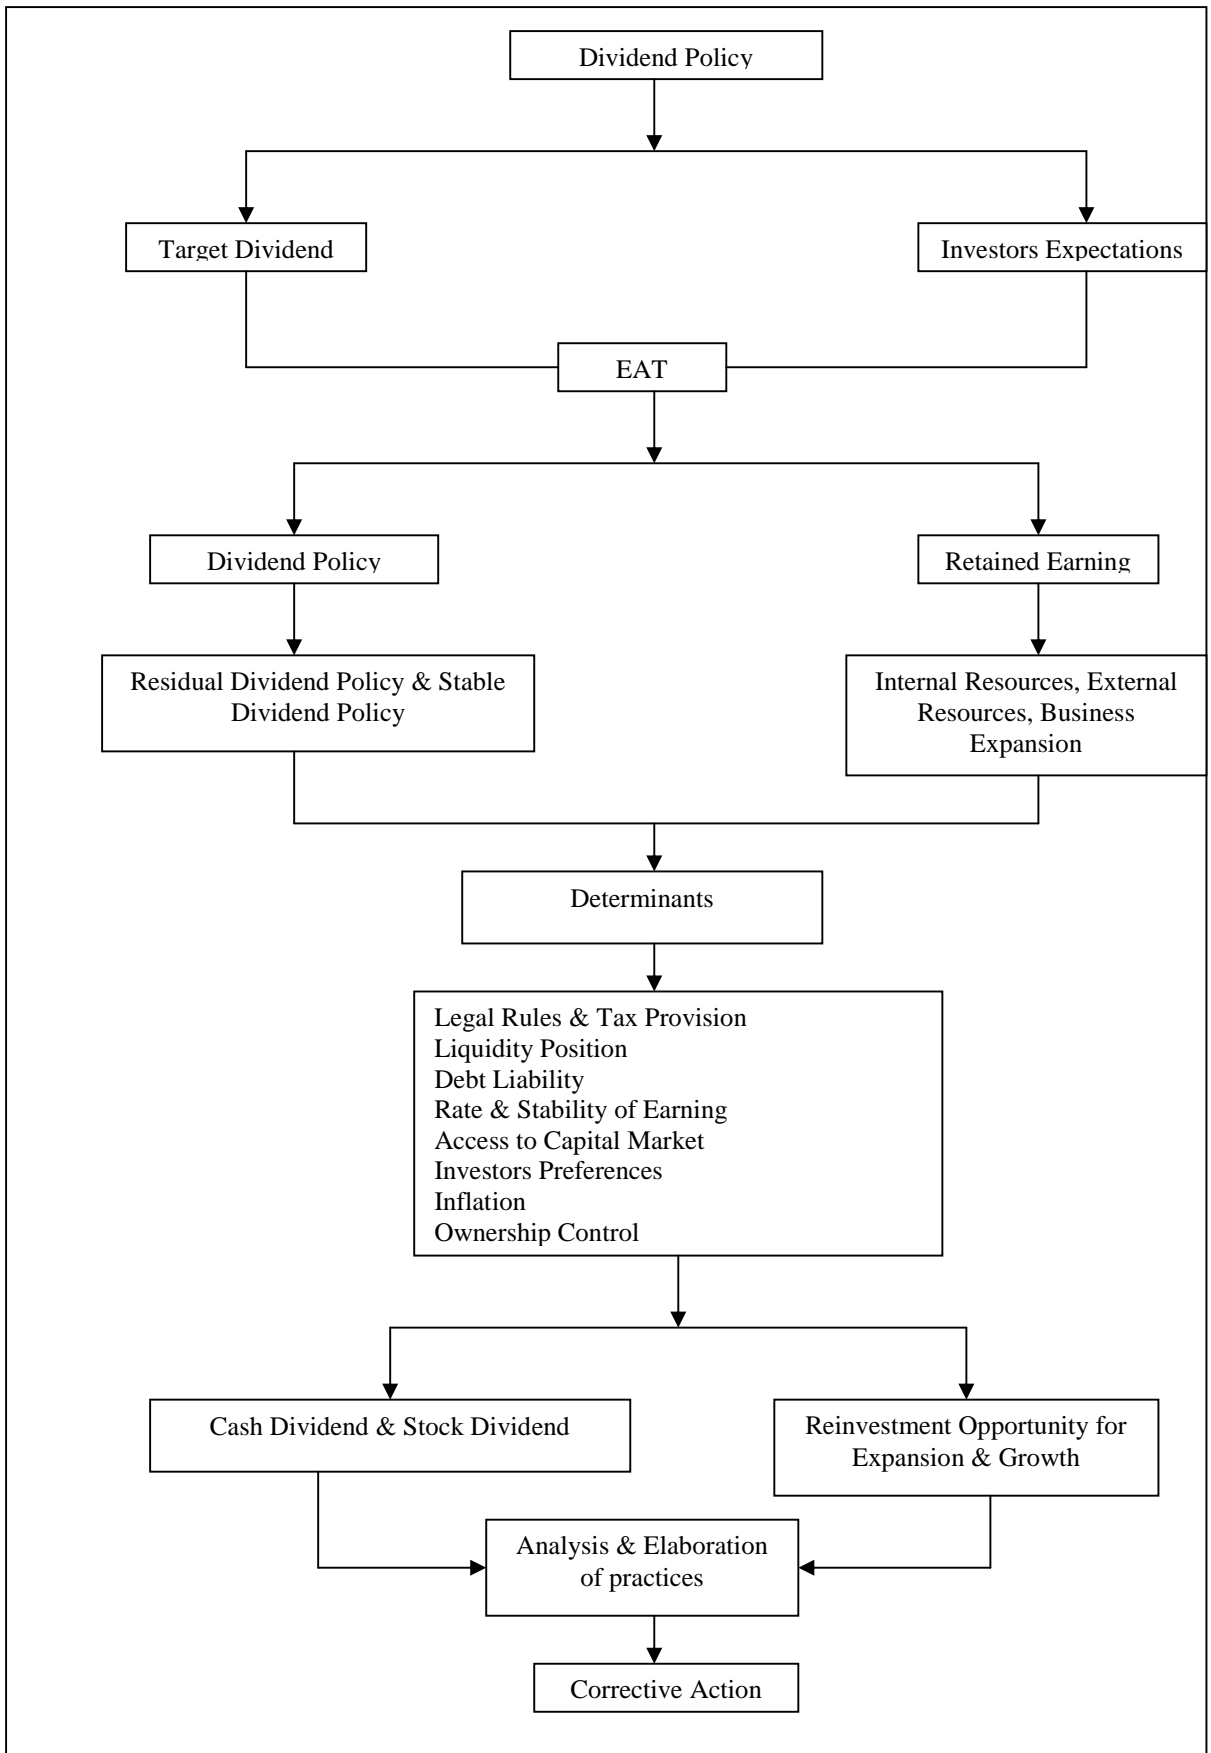 Dividend Policy
Target Dividend
Investors Expectations
EAT
Dividend Policy
Retained Earning
Residual Dividend Policy & Stable
Dividend Policy
Internal Resources, External
Resources, Business
Expansion
Determinants
Legal Rules & Tax Provision
Liquidity Position
Debt Liability
Rate & Stability of Earning
Access to Capital Market
Investors Preferences
Inflation
Ownership Control
Cash Dividend & Stock Dividend
Reinvestment Opportunity for
Expansion & Growth
Analysis & Elaboration
of practices
Corrective Action